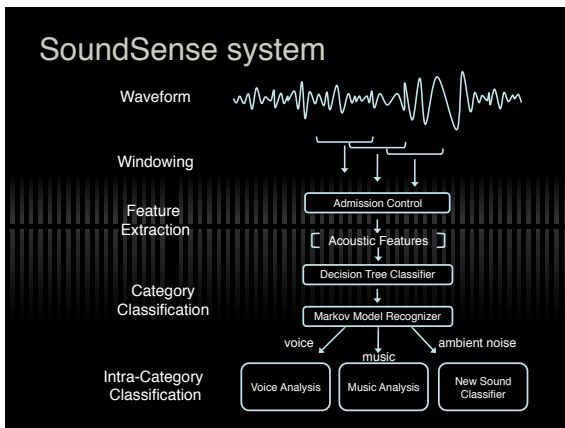 SoundSense system
Waveform
Windowing
Admission Control
Feature
Extraction
Acoustic Features
Decision Tree Classifier
Category
Classification
Markov Model Recognizer
voice
music
ambient noise
Intra-Category
Classification
Voice Analysis
Music Analysis
New Sound
Classifier